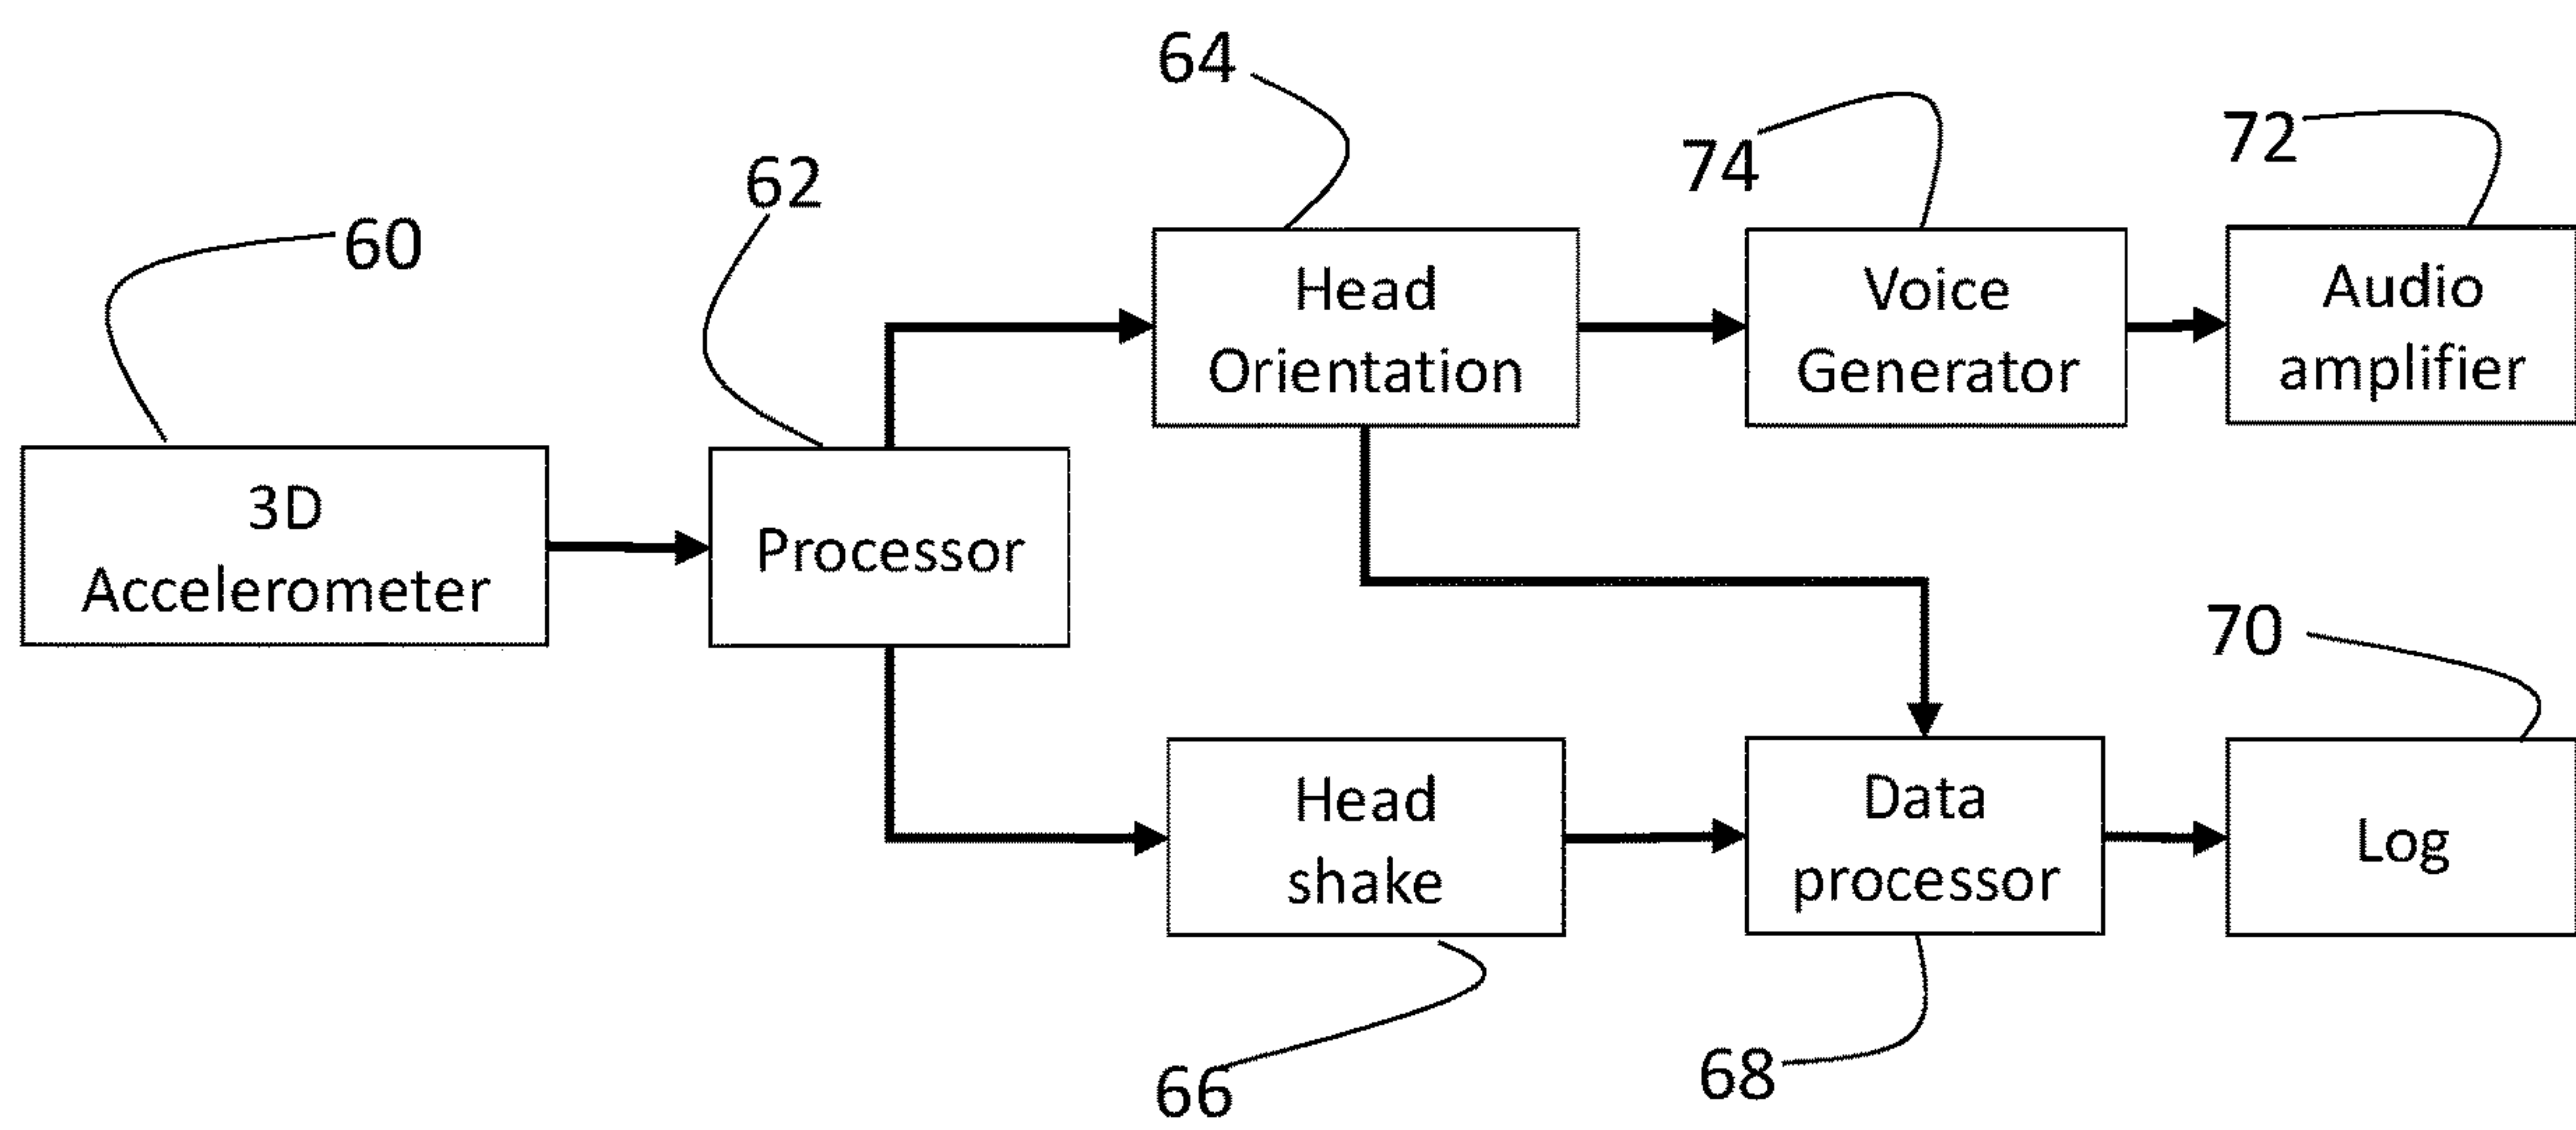 64
74
72
62
60
Head
Orientation
Voice
Generator
Audio
amplifier
3D
Accelerometer
Processor
70
Head
shake
Data
processor
Log
66
68